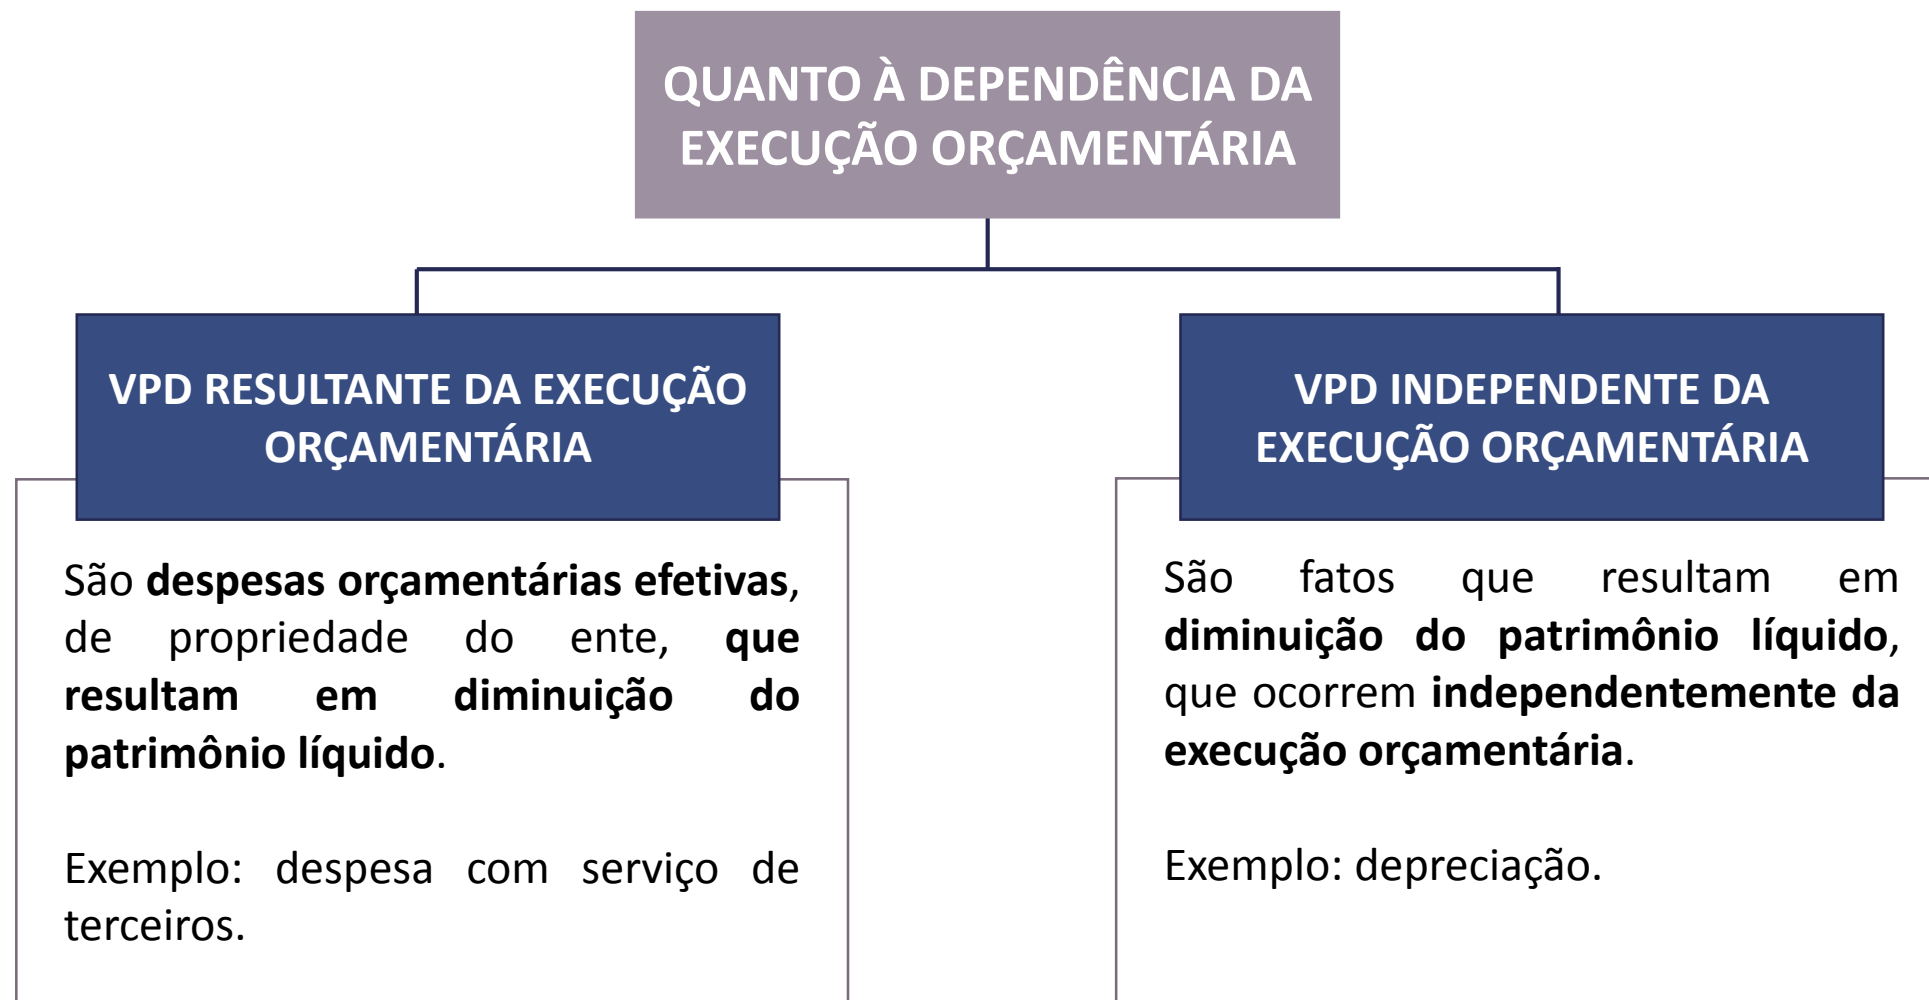 QUANTO À DEPENDÊNCIA DA
EXECUÇÃO ORÇAMENTÁRIA
VPD RESULTANTE DA EXECUÇÃO
ORÇAMENTÁRIA
São despesas orçamentárias efetivas,
de propriedade do ente, que
resultam em diminuição do
patrimônio líquido.
Exemplo: despesa com serviço de
terceiros.
VPD INDEPENDENTE DA
EXECUÇÃO ORÇAMENTÁRIA
São fatos que resultam em
diminuição do patrimônio líquido,
que ocorrem independentemente da
execução orçamentária.
Exemplo: depreciação.